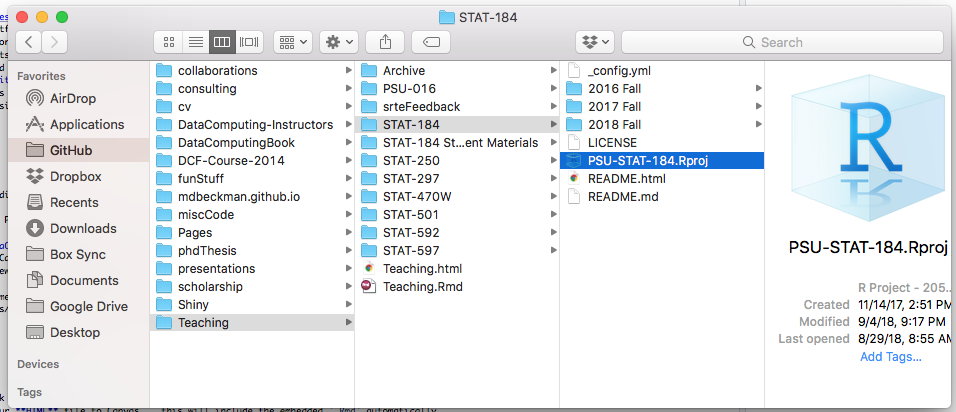 STAT-184
Search
Favorites
AirDrop
Applications
GitHub
Dropbox
Recents
Downloads
Box Sync
Documents
Google Drive
Desktop
Devices
Tags
collaborations
consulting
cv
DataComputing-Instructors
DataComputingBook
DCF-Course-2014
funStuff
mdbeckman.github.io
miscCode
Pages
phdThesis
presentations
scholarship
Shiny
Teaching
Archive
PSU-016
srteFeedback
STAT-184
STAT-184 St...ent Materials
STAT-250
STAT-297
STAT-470W
STAT-501
STAT-592
STAT-597
Teaching.html
Teaching.Rmd
_config.yml
2016 Fall
2017 Fall
2018 Fall
LICENSE
PSU-STAT-184.Rproj
README.html
README.md
R
PSU-STAT-184.Rproj
R Project - 205...
Created 11/14/17, 2:51 PM
Modified 9/4/18, 9:17 PM
Last opened 8/29/18, 8:55 AM
Add Tags...